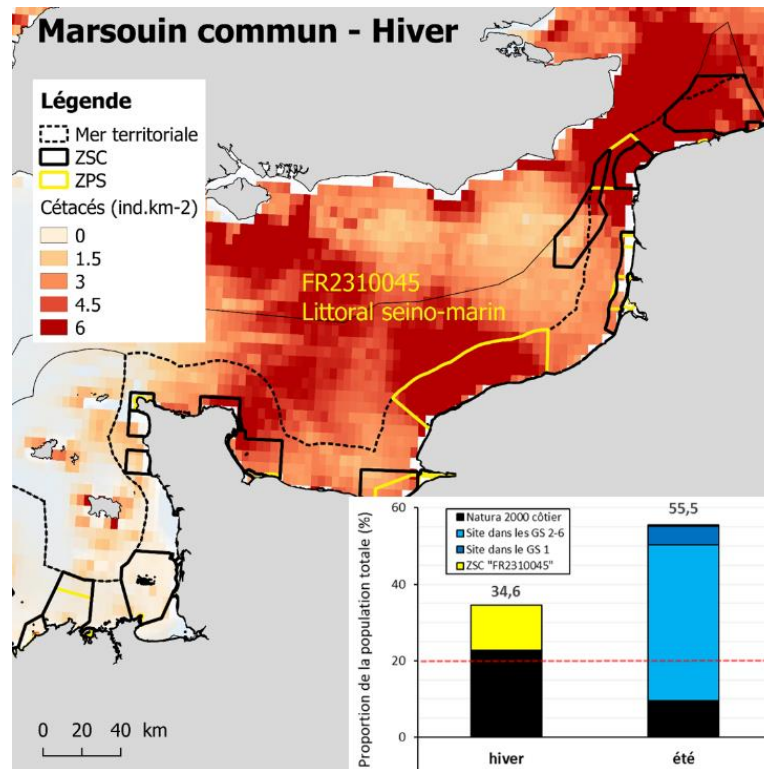 Marsouin commun - Hiver
Légende
Mer territoriale
ZSC
ZPS
Cétacés (ind.km-2)
0
1.5
3
4.5
6
FR2310045
Littoral seino-marin
0 20 40 km
Proportion de la population totale (%)
60
40
20
0
Natura 2000 côtier
Site dans les GS 2-6
Site dans le GS 1
ZSC "FR2310045"
34,6
55,5
hiver
été